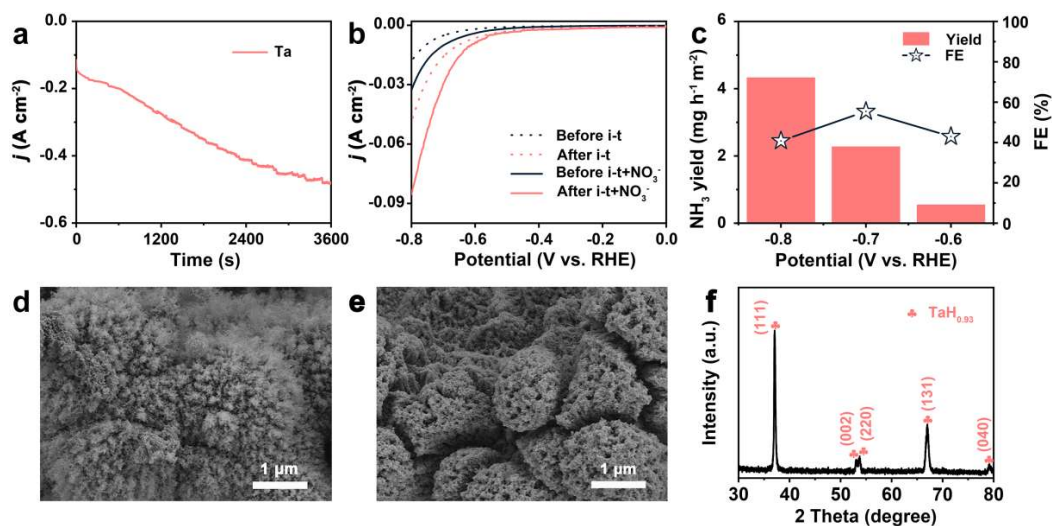 a
0.0
-0.2
-0.4
-0.6
j (A cm⁻²)
Ta
0
1200
2400
3600
Time (s)
b
0.00
-0.03
-0.06
-0.09
j (A cm⁻²)
Before i-t
After i-t
Before i-t+NO₃⁻
After i-t+NO₃⁻
-0.8
-0.6
-0.4
-0.2
0.0
Potential (V vs. RHE)
c
6
4
2
0
NH₃ yield (mg h⁻¹ m⁻²)
Yield
FE
100
80
60
40
20
0
FE (%)
-0.8
-0.7
-0.6
Potential (V vs. RHE)
d
1 μm
e
1 μm
f
Intensity (a.u.)
TaH₀.₉₃
(111)
(002)
(220)
(131)
(040)
30
40
50
60
70
80
2 Theta (degree)